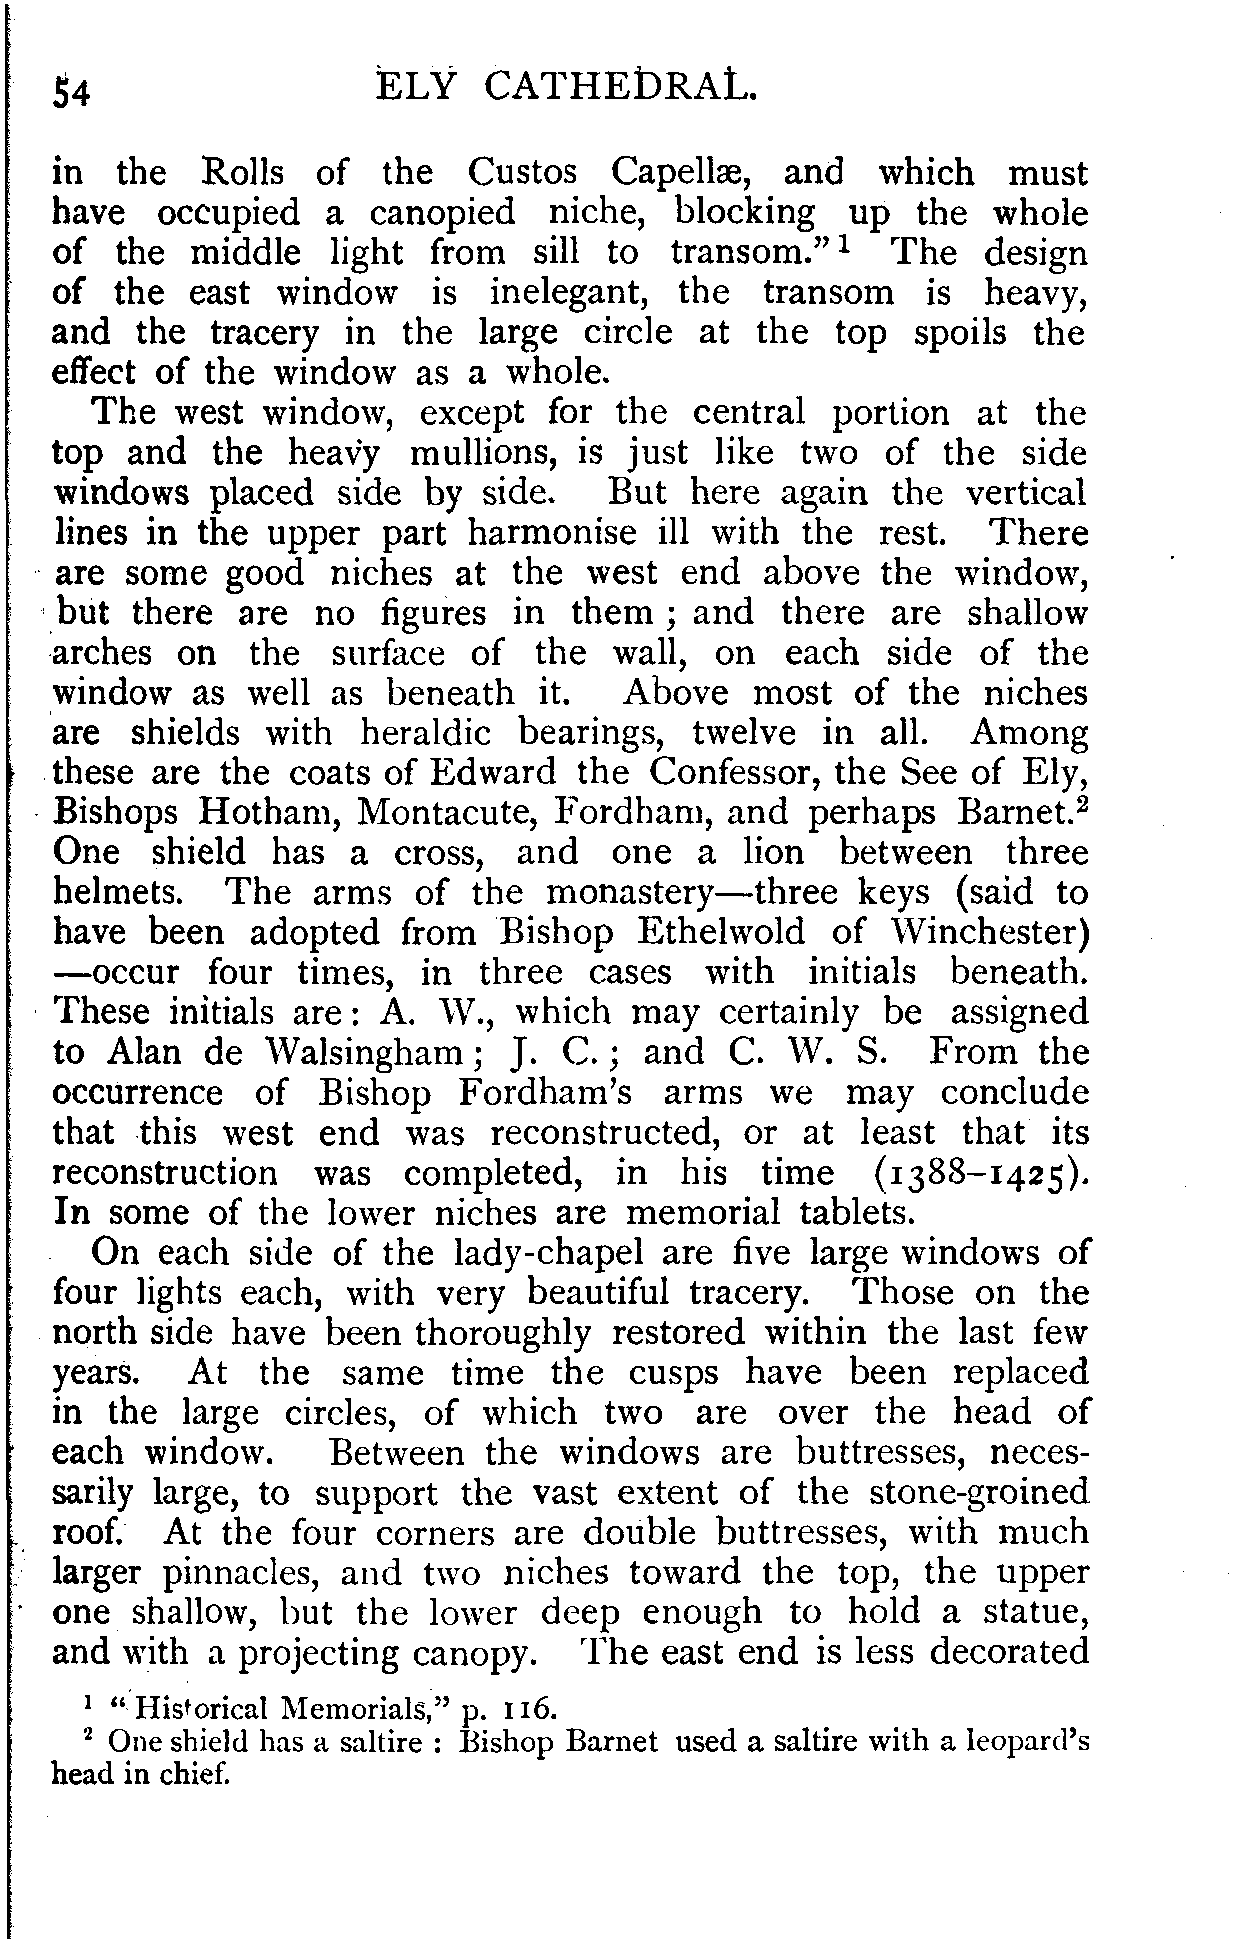 54 ELY CATHEDRAL.
in the Rolls of the Custos Capellæ, and which must
have occupied a canopied niche, blocking up the whole
of the middle light from sill to transom.” ¹ The design
of the east window is inelegant, the transom is heavy,
and the tracery in the large circle at the top spoils the
effect of the window as a whole.
The west window, except for the central portion at the
top and the heavy mullions, is just like two of the side
windows placed side by side. But here again the vertical
lines in the upper part harmonise ill with the rest. There
are some good niches at the west end above the window,
but there are no figures in them ; and there are shallow
arches on the surface of the wall, on each side of the
window as well as beneath it. Above most of the niches
are shields with heraldic bearings, twelve in all. Among
these are the coats of Edward the Confessor, the See of Ely,
Bishops Hotham, Montacute, Fordham, and perhaps Barnet.²
One shield has a cross, and one a lion between three
helmets. The arms of the monastery—three keys (said to
have been adopted from Bishop Ethelwold of Winchester)
—occur four times, in three cases with initials beneath.
These initials are : A. W., which may certainly be assigned
to Alan de Walsingham ; J. C. ; and C. W. S. From the
occurrence of Bishop Fordham’s arms we may conclude
that this west end was reconstructed, or at least that its
reconstruction was completed, in his time (1388–1425).
In some of the lower niches are memorial tablets.
On each side of the lady-chapel are five large windows of
four lights each, with very beautiful tracery. Those on the
north side have been thoroughly restored within the last few
years. At the same time the cusps have been replaced
in the large circles, of which two are over the head of
each window. Between the windows are buttresses, neces-
sarily large, to support the vast extent of the stone-groined
roof. At the four corners are double buttresses, with much
larger pinnacles, and two niches toward the top, the upper
one shallow, but the lower deep enough to hold a statue,
and with a projecting canopy. The east end is less decorated
¹ “ Historical Memorials,” p. 116.
² One shield has a saltire : Bishop Barnet used a saltire with a leopard’s
head in chief.